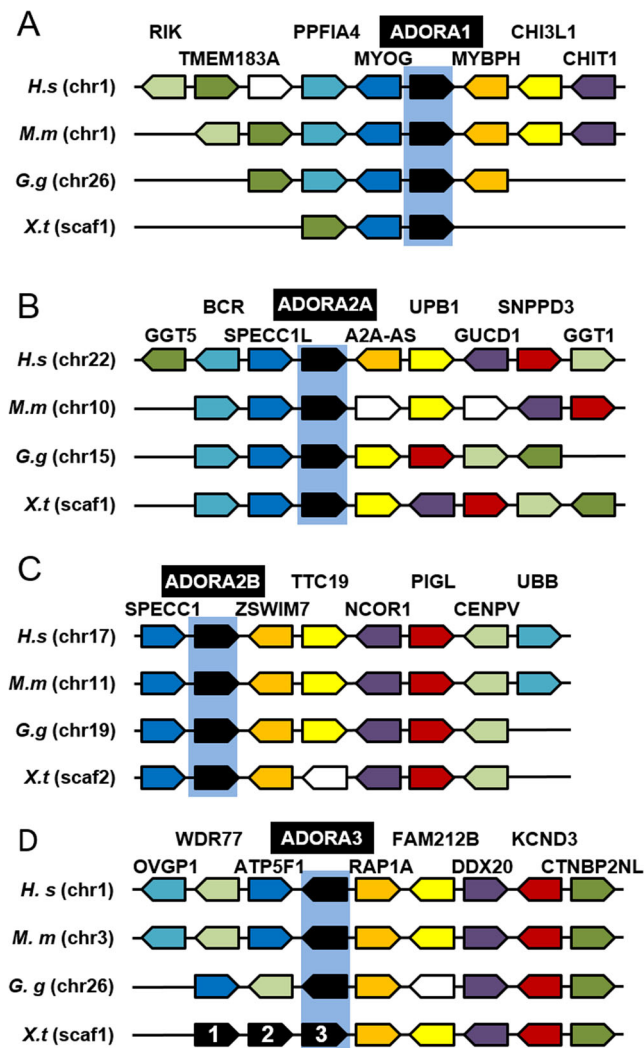 A
RIK PPFIA4 ADORA1 CHI3L1
TMEM183A MYOG MYBPH CHIT1
H.s (chr1)
M.m (chr1)
G.g (chr26)
X.t (scaf1)
B
BCR ADORA2A UPB1 SNPPD3
GGT5 SPECC1L A2A-AS GUCD1 GGT1
H.s (chr22)
M.m (chr10)
G.g (chr15)
X.t (scaf1)
C
ADORA2B TTC19 PIGL UBB
SPECC1 ZSWIM7 NCOR1 CENPV
H.s (chr17)
M.m (chr11)
G.g (chr19)
X.t (scaf2)
D
WDR77 ADORA3 FAM212B KCND3
OVGP1 ATP5F1 RAP1A DDX20 CTNBP2NL
H. s (chr1)
M. m (chr3)
G. g (chr26)
X.t (scaf1) 1 2 3